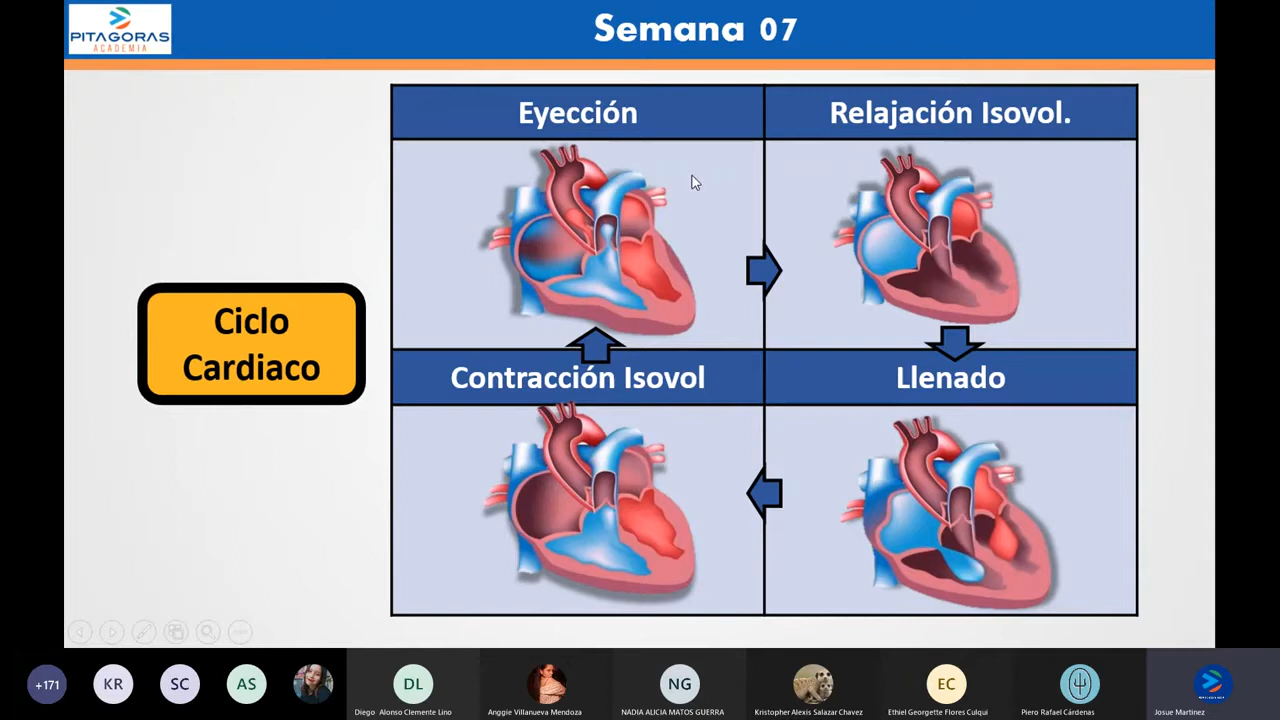 PITAGORAS
ACADEMIA
Semana 07
Eyección
Relajación Isovol.
Ciclo
Cardiaco
Contracción Isovol
Llenado
+171
KR
SC
AS
DL
NG
EC
Diego Alonso Clemente Lino
Anggie Villanueva Mendoza
NADIA ALICIA MATOS GUERRA
Kristopher Alexis Salazar Chavez
Ethiel Georgette Flores Culqui
Piero Rafael Cárdenas
Josue Martinez